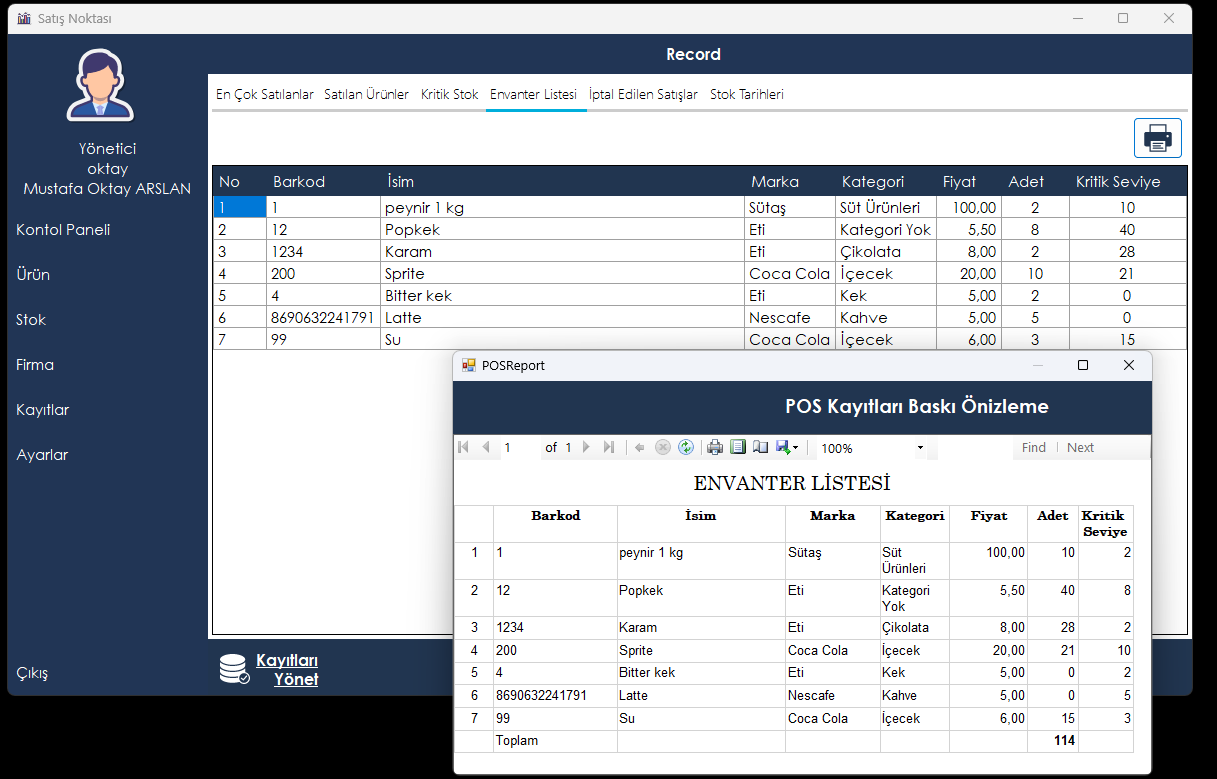 Satış Noktası
Record
Yönetici
oktay
Mustafa Oktay ARSLAN
Kontol Paneli
Ürün
Stok
Firma
Kayıtlar
Ayarlar
Çıkış
En Çok Satılanlar Satılan Ürünler Kritik Stok Envanter Listesi İptal Edilen Satışlar Stok Tarihleri
No Barkod İsim Marka Kategori Fiyat Adet Kritik Seviye
1 1 peynir 1 kg Sütaş Süt Ürünleri 100,00 2 10
2 12 Popkek Eti Kategori Yok 5,50 8 40
3 1234 Karam Eti Çikolata 8,00 2 28
4 200 Sprite Coca Cola İçecek 20,00 10 21
5 4 Bitter kek Eti Kek 5,00 2 0
6 8690632241791 Latte Nescafe Kahve 5,00 5 0
7 99 Su Coca Cola İçecek 6,00 3 15
Kayıtları
Yönet
POSReport
POS Kayıtları Baskı Önizleme
1 of 1 100% Find Next
ENVANTER LİSTESİ
Barkod İsim Marka Kategori Fiyat Adet Kritik
Seviye
1 1 peynir 1 kg Sütaş Süt 100,00 10 2
Ürünleri
2 12 Popkek Eti Kategori 5,50 40 8
Yok
3 1234 Karam Eti Çikolata 8,00 28 2
4 200 Sprite Coca Cola İçecek 20,00 21 10
5 4 Bitter kek Eti Kek 5,00 0 2
6 8690632241791 Latte Nescafe Kahve 5,00 0 5
7 99 Su Coca Cola İçecek 6,00 15 3
Toplam 114